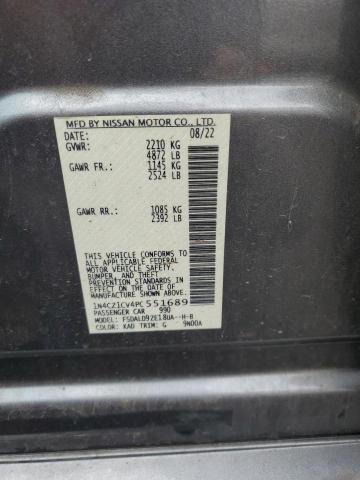 MFD BY NISSAN MOTOR CO., LTD.
DATE: 08/22
GVWR: 2210 KG
4872 LB
GAWR FR.: 1145 KG
2524 LB
GAWR RR.: 1085 KG
2392 LB
THIS VEHICLE CONFORMS TO ALL
APPLICABLE FEDERAL MOTOR
VEHICLE SAFETY,
BUMPER, AND THEFT
PREVENTION STANDARDS
IN EFFECT ON THE DATE OF
MANUFACTURE SHOWN ABOVE.
1N4CZ1CV4PC551689
PASSENGER CAR 990
MODEL: FSDALD92E18UA--H-B
COLOR: KAD TRIM: G 9N00A